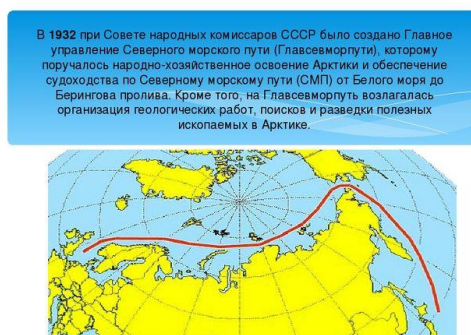 В 1932 при Совете народных комиссаров СССР было создано Главное
управление Северного морского пути (Главсевморпути), которому
поручалось народно-хозяйственное освоение Арктики и обеспечение
судоходства по Северному морскому пути (СМП) от Белого моря до
Берингова пролива. Кроме того, на Главсевморпуть возлагалась
организация геологических работ, поисков и разведки полезных
ископаемых в Арктике.